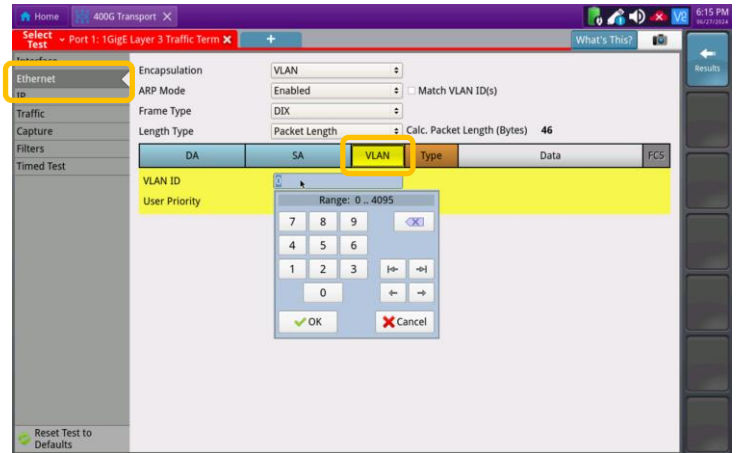 Home 400G Transport X V2 6:15 PM
06/27/2024
Select Test Port 1: 1GigE Layer 3 Traffic Term X + What's This?
Results
Interface
Ethernet
IP
Traffic
Capture
Filters
Timed Test
Encapsulation VLAN
ARP Mode Enabled Match VLAN ID(s)
Frame Type DIX
Length Type Packet Length Calc. Packet Length (Bytes) 46
DA SA VLAN Type Data FCS
VLAN ID
User Priority
Range: 0 .. 4095
7 8 9
4 5 6
1 2 3
0
OK Cancel
Reset Test to
Defaults